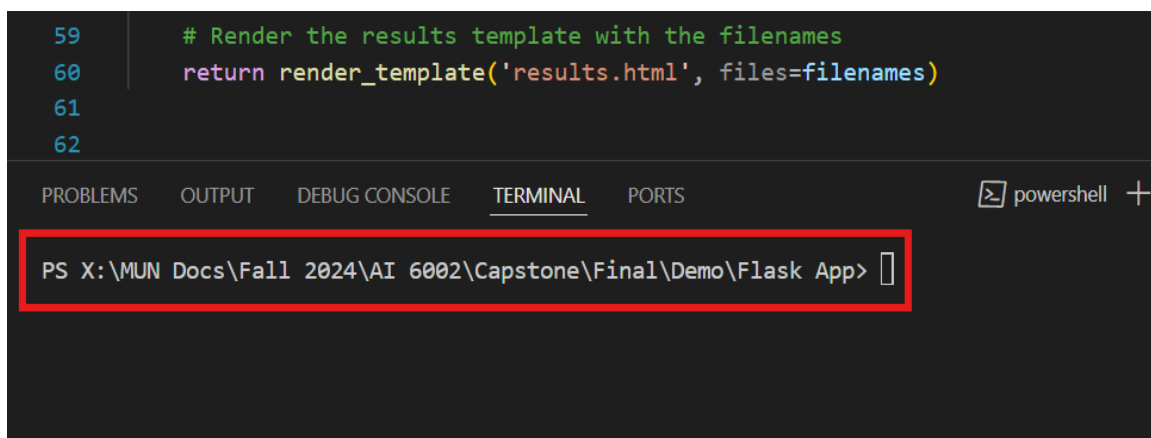 59 # Render the results template with the filenames
60 return render_template('results.html', files=filenames)
61
62
PROBLEMS OUTPUT DEBUG CONSOLE TERMINAL PORTS powershell
PS X:\MUN Docs\Fall 2024\AI 6002\Capstone\Final\Demo\Flask App>